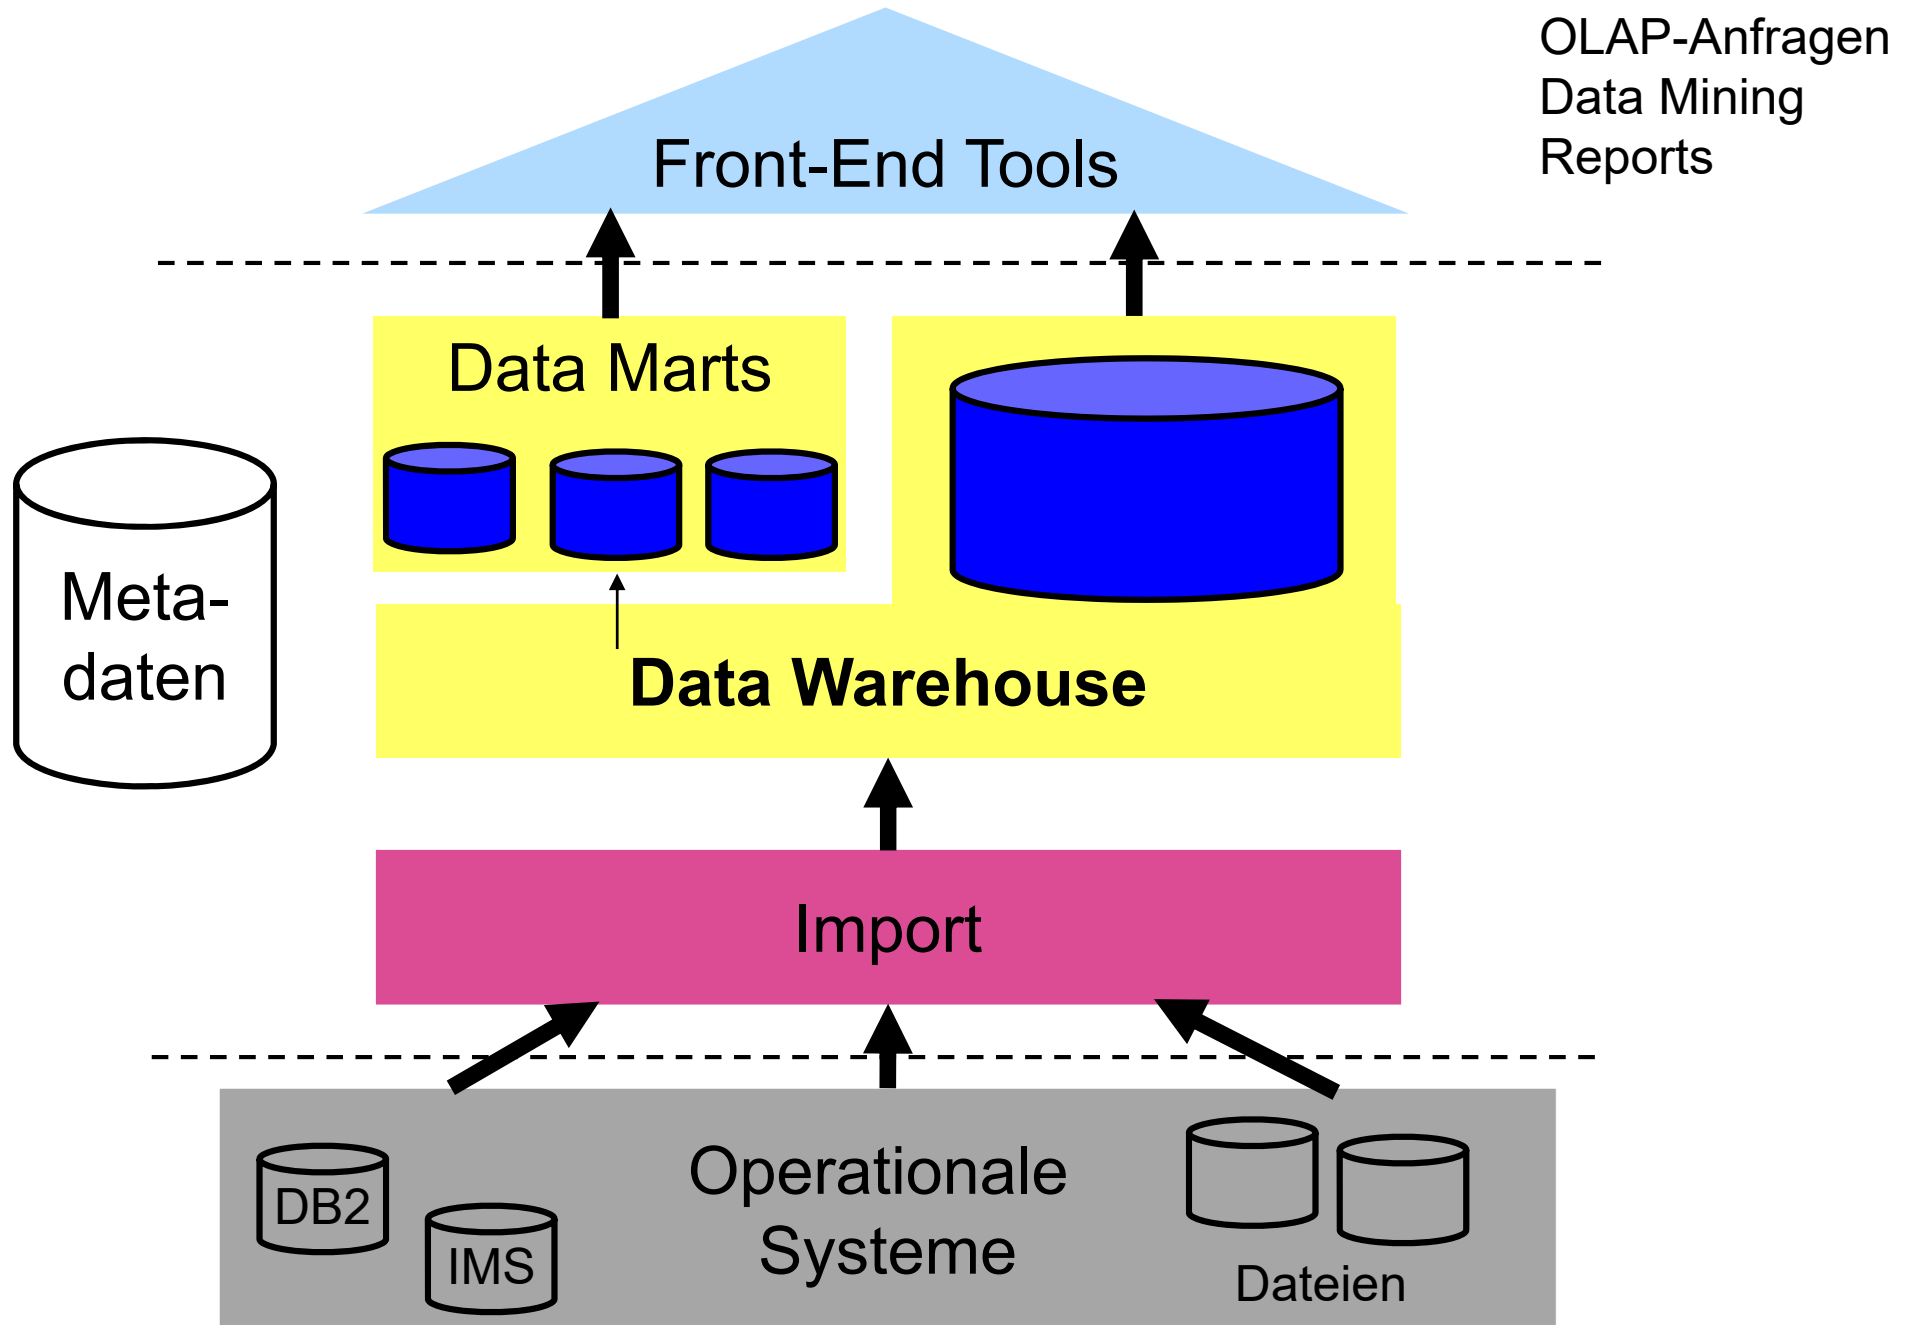 OLAP-Anfragen
Data Mining
Reports
Front-End Tools
Data Marts
Meta-
daten
Data Warehouse
Import
Operationale
Systeme
DB2
IMS
Dateien